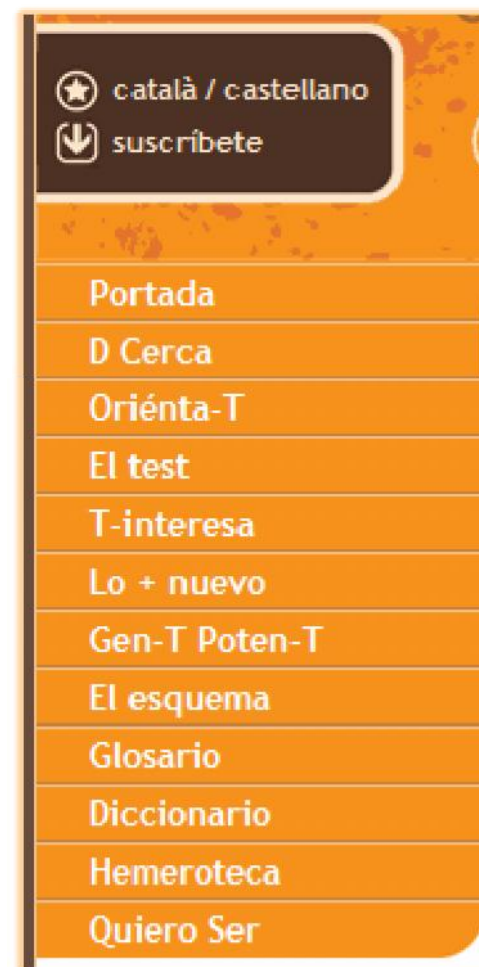 català / castellano
suscríbete
Portada
D Cerca
Oriénta-T
El test
T-interesa
Lo + nuevo
Gen-T Poten-T
El esquema
Glosario
Diccionario
Hemeroteca
Quiero Ser